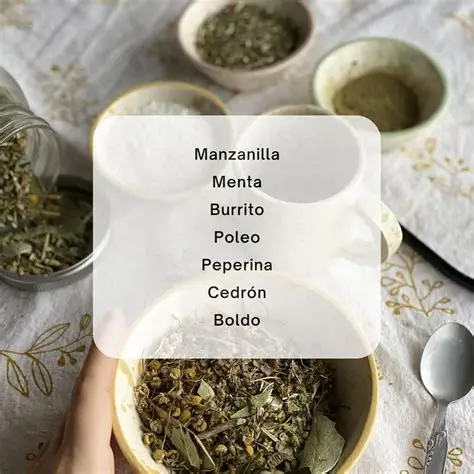 Manzanilla
Menta
Burrito
Poleo
Peperina
Cedrón
Boldo